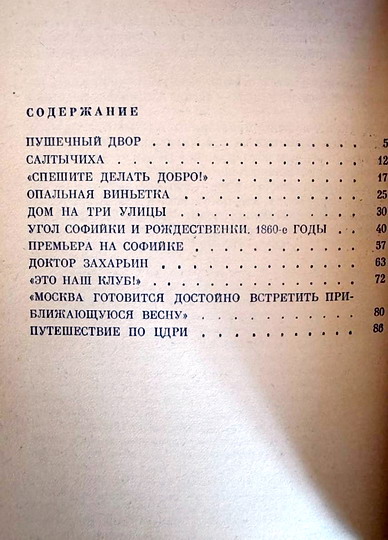 СОДЕРЖАНИЕ
ПУШЕЧНЫЙ ДВОР . . . . . . . . . . . . 5
САЛТЫЧИХА . . . . . . . . . . . . . 12
«СПЕШИТЕ ДЕЛАТЬ ДОБРО!» . . . . . . . . 17
ОПАЛЬНАЯ ВИНЬЕТКА . . . . . . . . . . 25
ДОМ НА ТРИ УЛИЦЫ . . . . . . . . . . 30
УГОЛ СОФИЙКИ И РОЖДЕСТВЕНКИ. 1860-е ГОДЫ . . 40
ПРЕМЬЕРА НА СОФИЙКЕ . . . . . . . . . 57
ДОКТОР ЗАХАРЬИН . . . . . . . . . . . 63
«ЭТО НАШ КЛУБ!» . . . . . . . . . . . 72
«МОСКВА ГОТОВИТСЯ ДОСТОЙНО ВСТРЕТИТЬ ПРИ-
БЛИЖАЮЩУЮСЯ ВЕСНУ» . . . . . . . . . 80
ПУТЕШЕСТВИЕ ПО ЦДРИ . . . . . . . . . 86